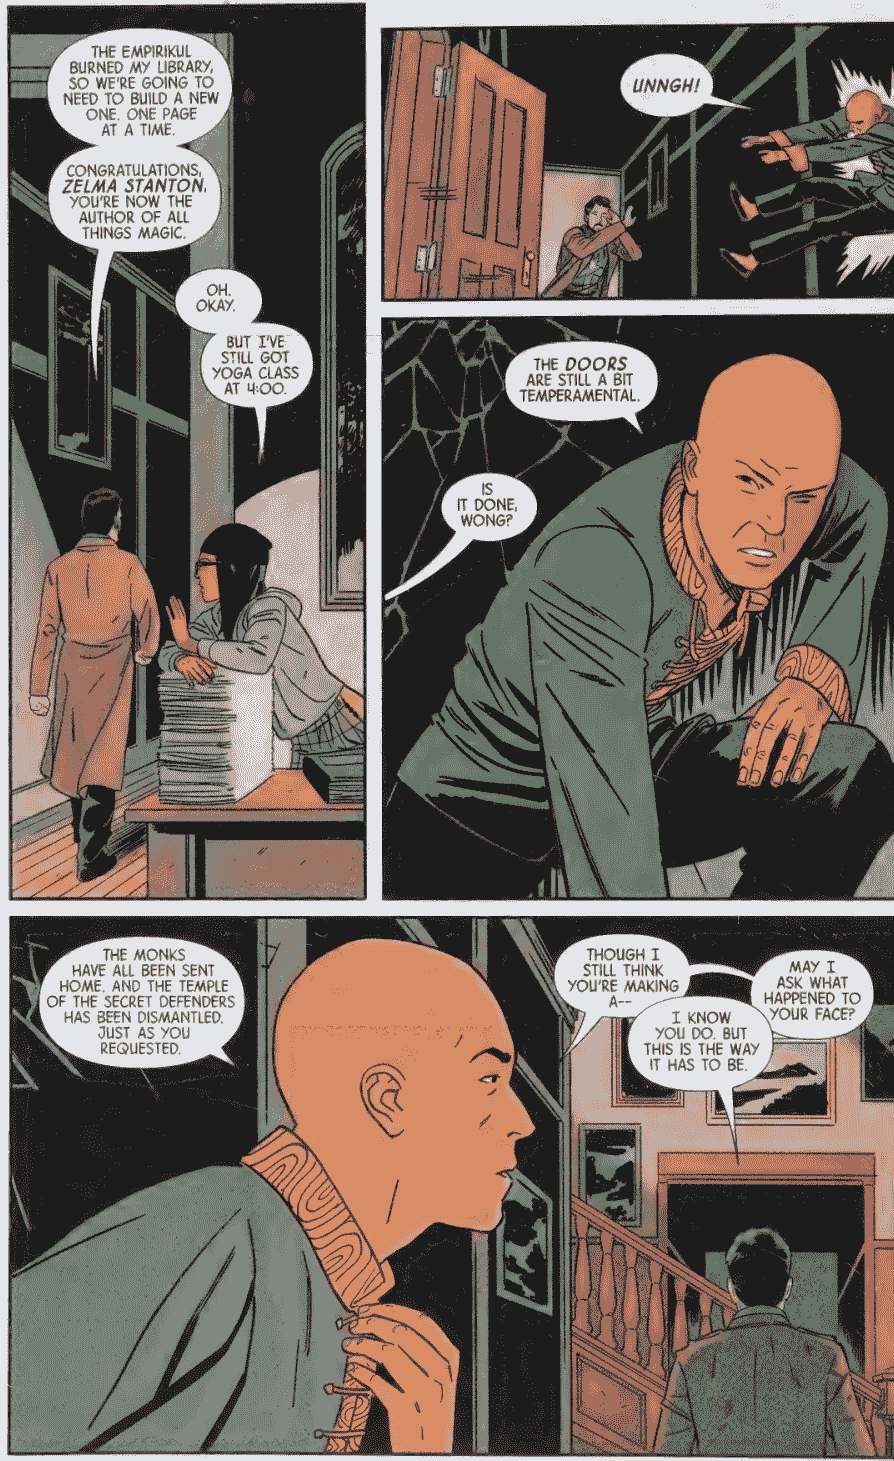 THE EMPIRIKUL
BURNED MY LIBRARY,
SO WE'RE GOING TO
NEED TO BUILD A NEW
ONE. ONE PAGE
AT A TIME.
CONGRATULATIONS,
ZELMA STANTON.
YOU'RE NOW THE
AUTHOR OF ALL
THINGS MAGIC.
OH.
OKAY.
BUT I'VE
STILL GOT
YOGA CLASS
AT 4:00.
UNNGH!
THE DOORS
ARE STILL A BIT
TEMPERAMENTAL.
IS
IT DONE,
WONG?
THE MONKS
HAVE ALL BEEN SENT
HOME. AND THE TEMPLE
OF THE SECRET DEFENDERS
HAS BEEN DISMANTLED.
JUST AS YOU
REQUESTED.
THOUGH I
STILL THINK
YOU'RE MAKING
A--
I KNOW
YOU DO. BUT
THIS IS THE WAY
IT HAS TO BE.
MAY I
ASK WHAT
HAPPENED TO
YOUR FACE?